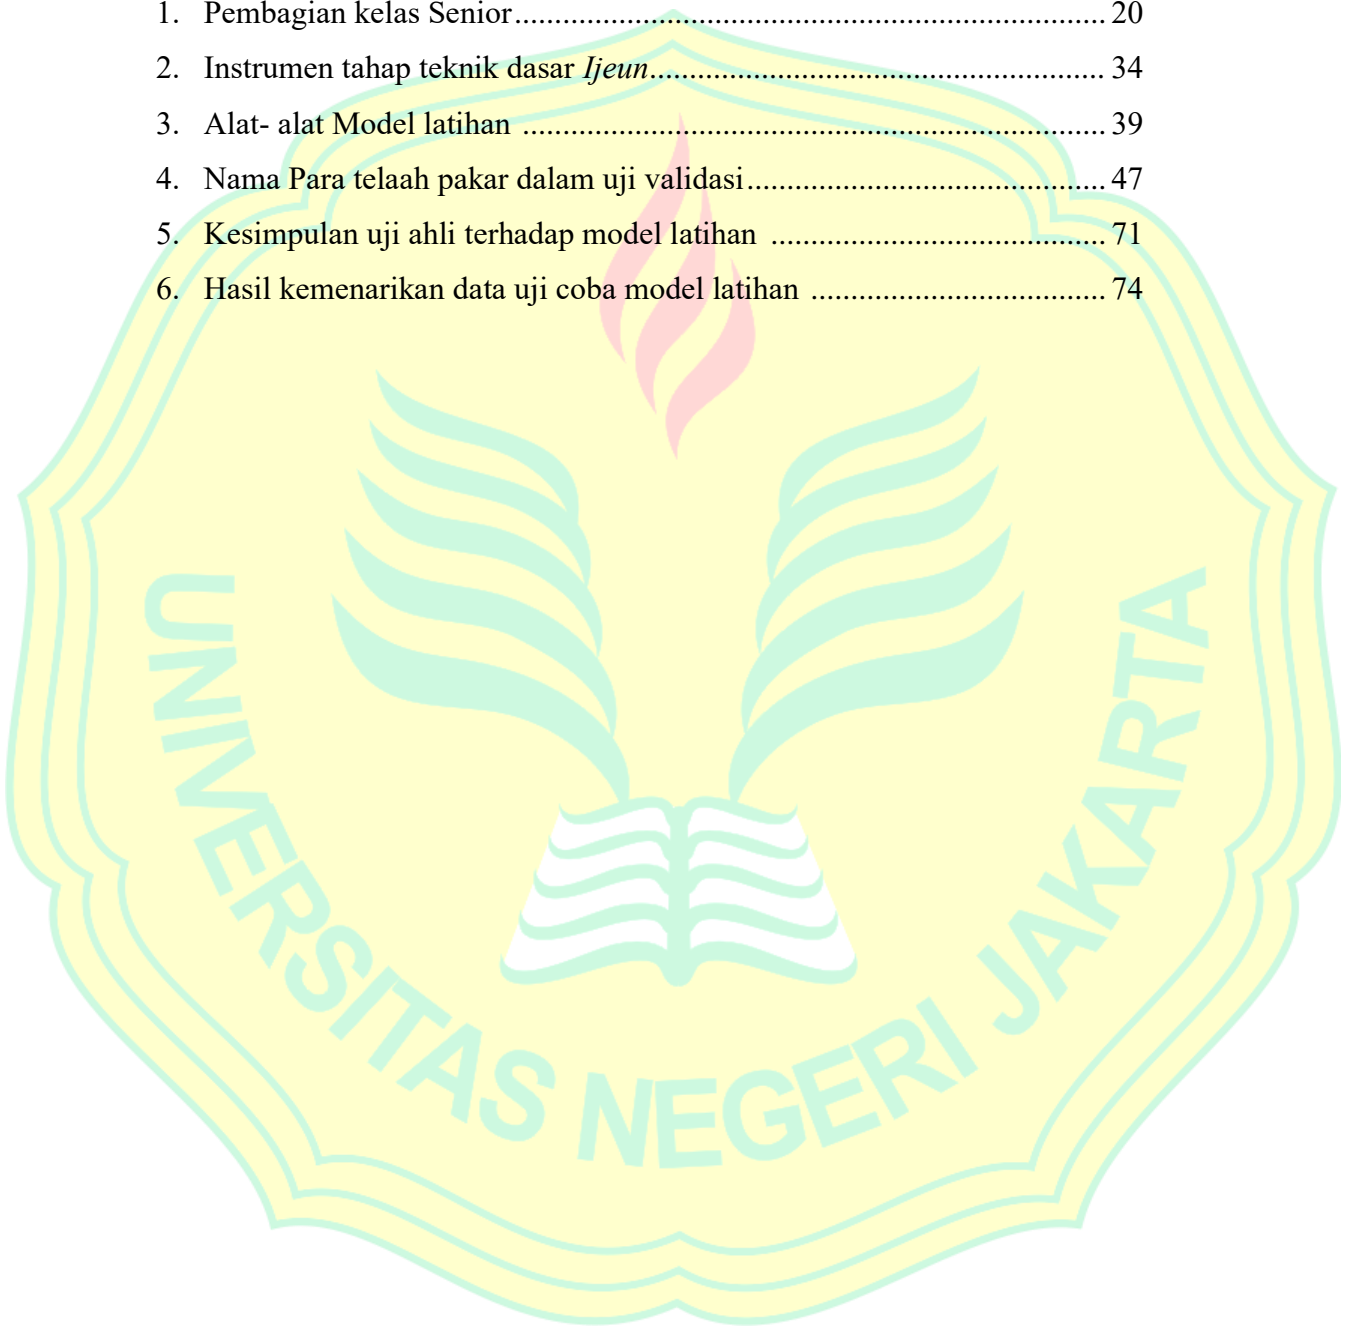 1. Pembagian kelas Senior........................................................................... 20
2. Instrumen tahap teknik dasar Ijeun.......................................................... 34
3. Alat- alat Model latihan .......................................................................... 39
4. Nama Para telaah pakar dalam uji validasi.............................................. 47
5. Kesimpulan uji ahli terhadap model latihan ........................................... 71
6. Hasil kemenarikan data uji coba model latihan ...................................... 74
UNIVERSITAS NEGERI JAKARTA